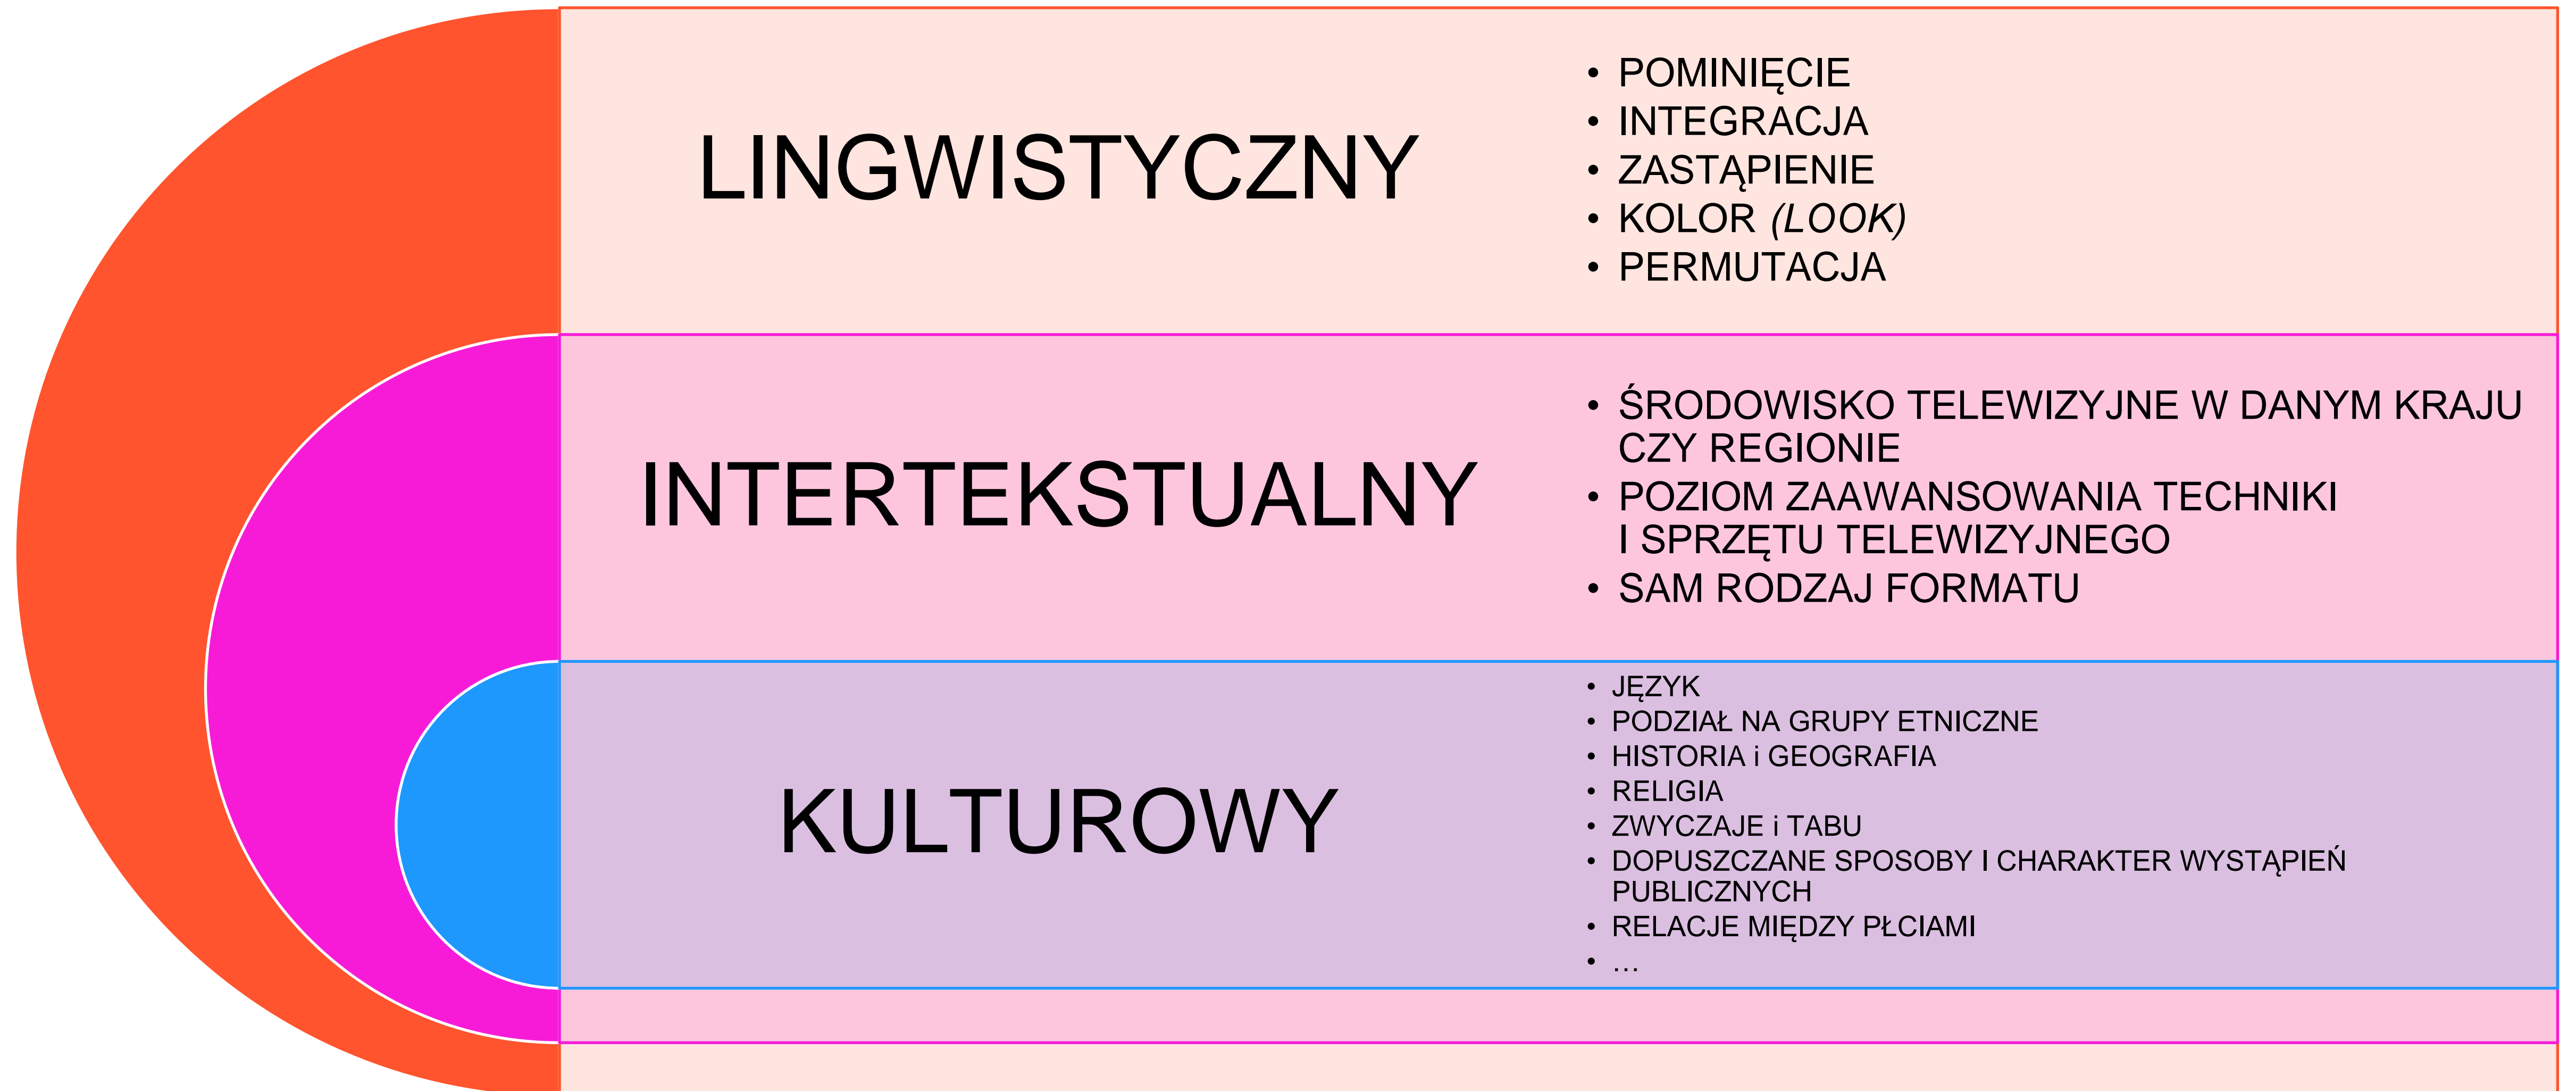 LINGWISTYCZNY
• POMINIĘCIE
• INTEGRACJA
• ZASTĄPIENIE
• KOLOR (LOOK)
• PERMUTACJA
INTERTEKSTUALNY
• ŚRODOWISKO TELEWIZYJNE W DANYM KRAJU
CZY REGIONIE
• POZIOM ZAAWANSOWANIA TECHNIKI
I SPRZĘTU TELEWIZYJNEGO
• SAM RODZAJ FORMATU
KULTUROWY
• JĘZYK
• PODZIAŁ NA GRUPY ETNICZNE
• HISTORIA i GEOGRAFIA
• RELIGIA
• ZWYCZAJE i TABU
• DOPUSZCZANE SPOSOBY I CHARAKTER WYSTĄPIEŃ
PUBLICZNYCH
• RELACJE MIĘDZY PŁCIAMI
• …